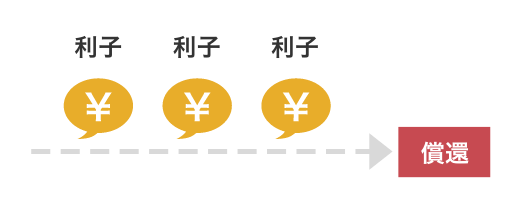 利子 利子 利子
¥ ¥ ¥
償還